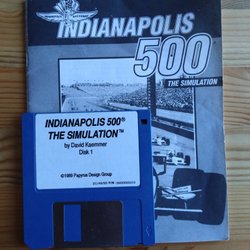 INDIANAPOLIS
500
THE SIMULATION
INDIANAPOLIS 500®
THE SIMULATION™
by David Kaemmer
Disk 1
©1989 Papyrus Design Group